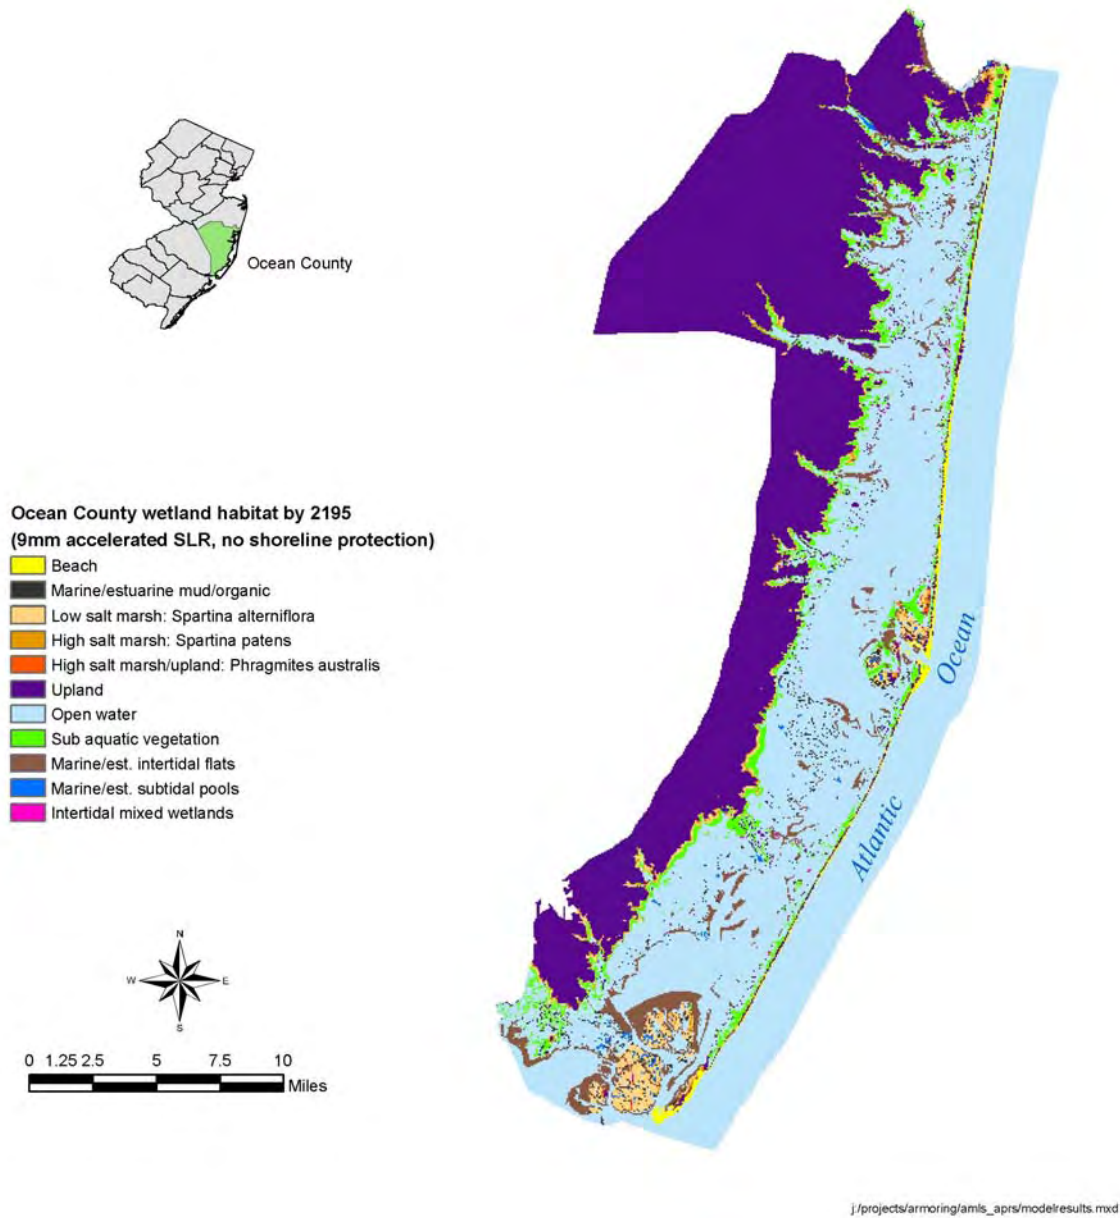 Ocean County
Ocean County wetland habitat by 2195
(9mm accelerated SLR, no shoreline protection)
Beach
Marine/estuarine mud/organic
Low salt marsh: Spartina alterniflora
High salt marsh: Spartina patens
High salt marsh/upland: Phragmites australis
Upland
Open water
Sub aquatic vegetation
Marine/est. intertidal flats
Marine/est. subtidal pools
Intertidal mixed wetlands
Atlantic Ocean
N
W E
S
0 1.25 2.5 5 7.5 10
Miles
j:/projects/armoring/amls_aprs/modelresults.mxd